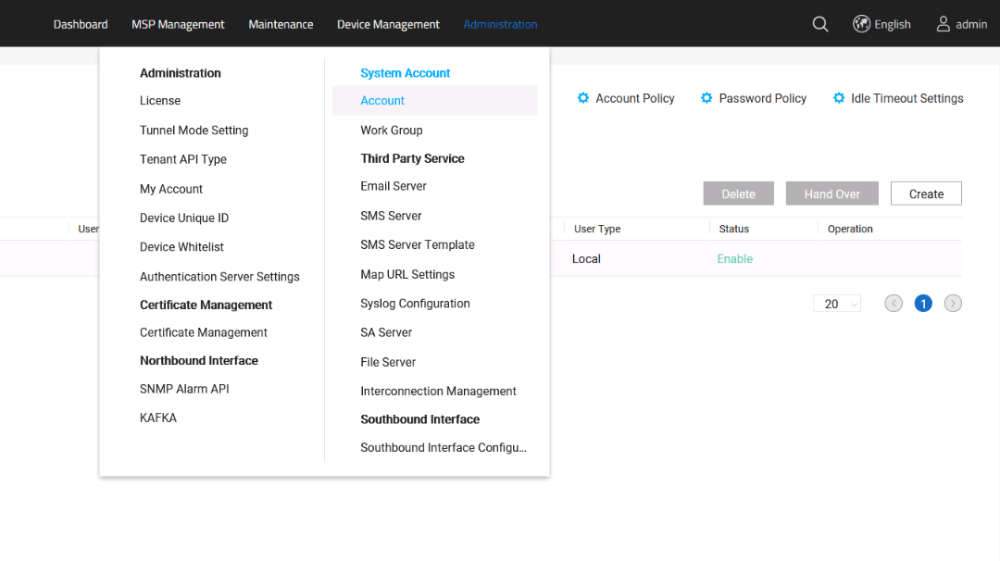 Dashboard
MSP Management
Maintenance
Device Management
Administration
English
admin
Administration
License
Tunnel Mode Setting
Tenant API Type
My Account
Device Unique ID
Device Whitelist
Authentication Server Settings
Certificate Management
Certificate Management
Northbound Interface
SNMP Alarm API
KAFKA
System Account
Account
Work Group
Third Party Service
Email Server
SMS Server
SMS Server Template
Map URL Settings
Syslog Configuration
SA Server
File Server
Interconnection Management
Southbound Interface
Southbound Interface Configu...
Account Policy
Password Policy
Idle Timeout Settings
Delete
Hand Over
Create
User
User Type
Status
Operation
Local
Enable
20
1